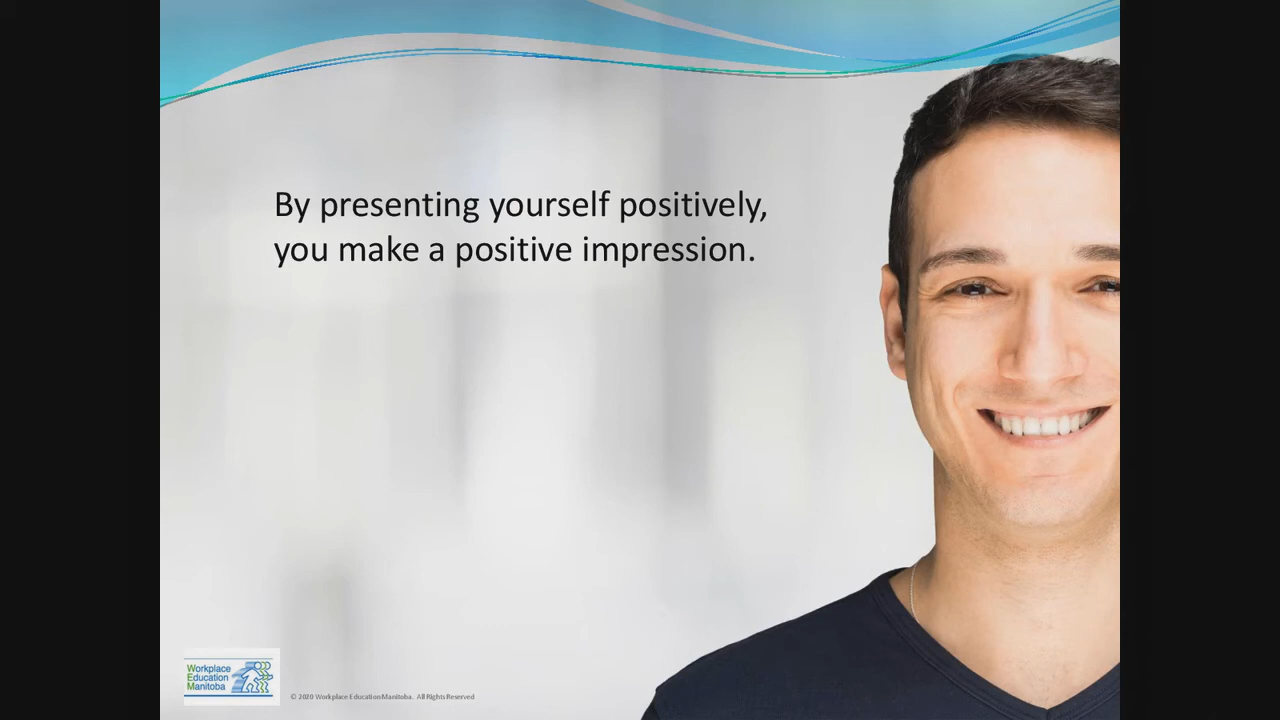 By presenting yourself positively,
you make a positive impression.
Workplace
Education
Manitoba
© 2020 Workplace Education Manitoba. All Rights Reserved